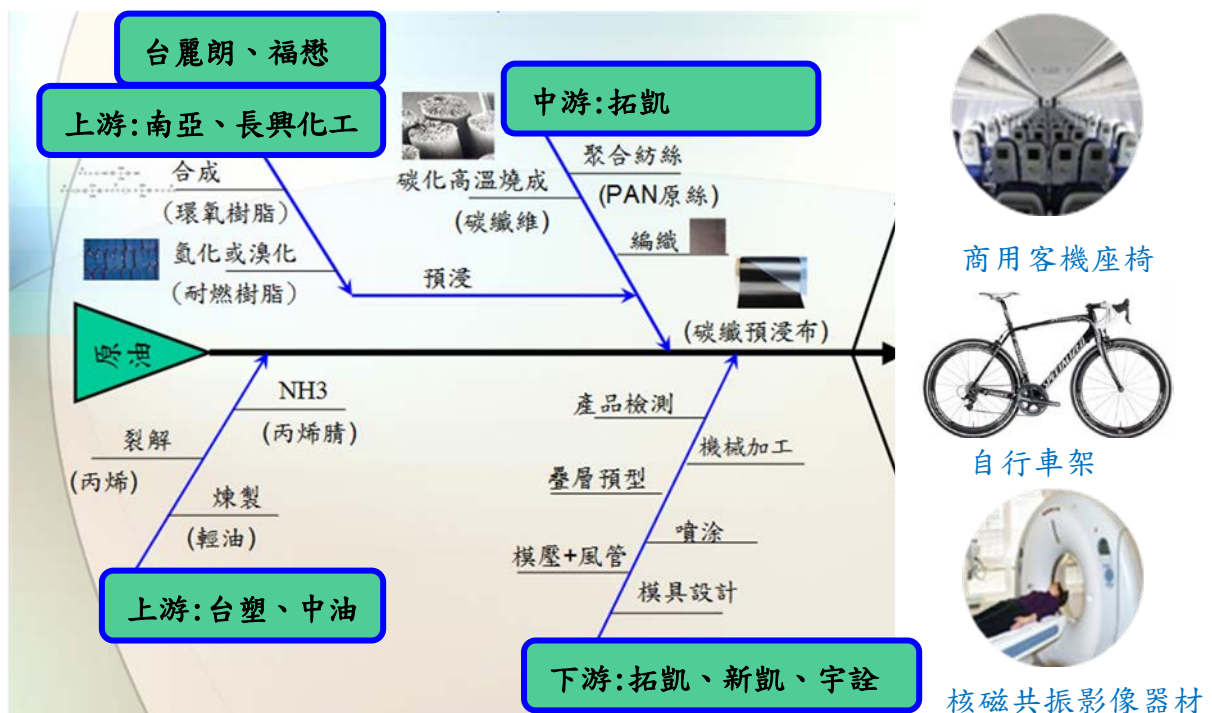 台麗朗、福懋
上游:南亞、長興化工
中游:拓凱
合成
(環氧樹脂)
氫化或溴化
(耐燃樹脂)
預浸
碳化高溫燒成
(碳纖維)
聚合紡絲
(PAN原絲)
編織
(碳纖預浸布)
原油
NH3
(丙烯腈)
裂解
(丙烯)
煉製
(輕油)
上游:台塑、中油
產品檢測
機械加工
疊層預型
噴涂
模壓+風管
模具設計
下游:拓凱、新凱、宇詮
商用客機座椅
SPECIALIZED
自行車架
核磁共振影像器材